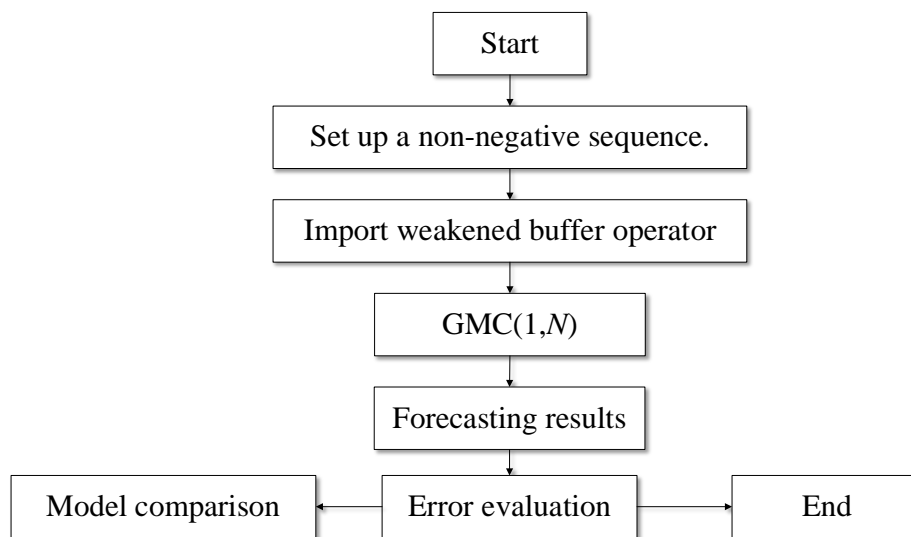 Start
Set up a non-negative sequence.
Import weakened buffer operator
GMC(1,N)
Forecasting results
Model comparison
Error evaluation
End